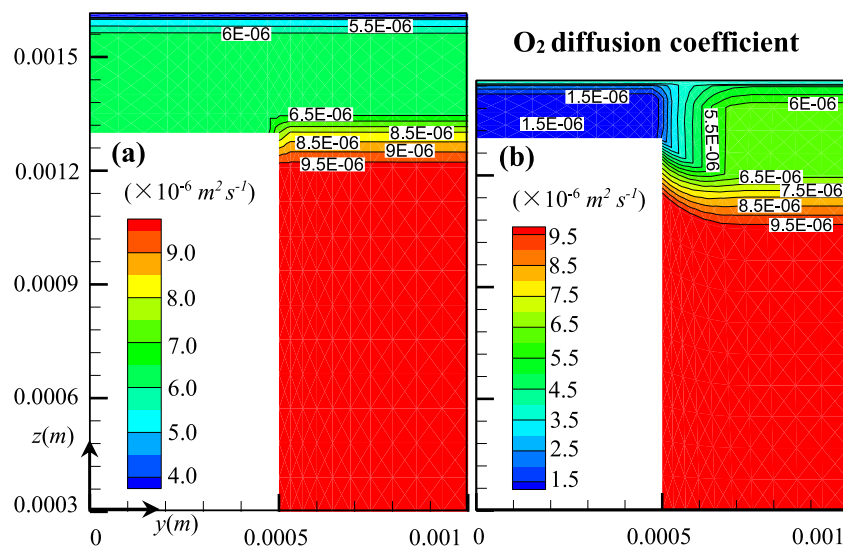 O2 diffusion coefficient
0.0015
0.0012
0.0009
0.0006
0.0003
z(m)
y(m)
0
0.0005
0.001
6E-06
5.5E-06
6.5E-06
8.5E-06
8.5E-06
9E-06
9.5E-06
(a)
(×10-6 m2 s-1)
9.0
8.0
7.0
6.0
5.0
4.0
1.5E-06
1.5E-06
5.5E-06
6E-06
6.5E-06
7.5E-06
8.5E-06
9.5E-06
(b)
(×10-6 m2 s-1)
9.5
8.5
7.5
6.5
5.5
4.5
3.5
2.5
1.5
0
0.0005
0.001